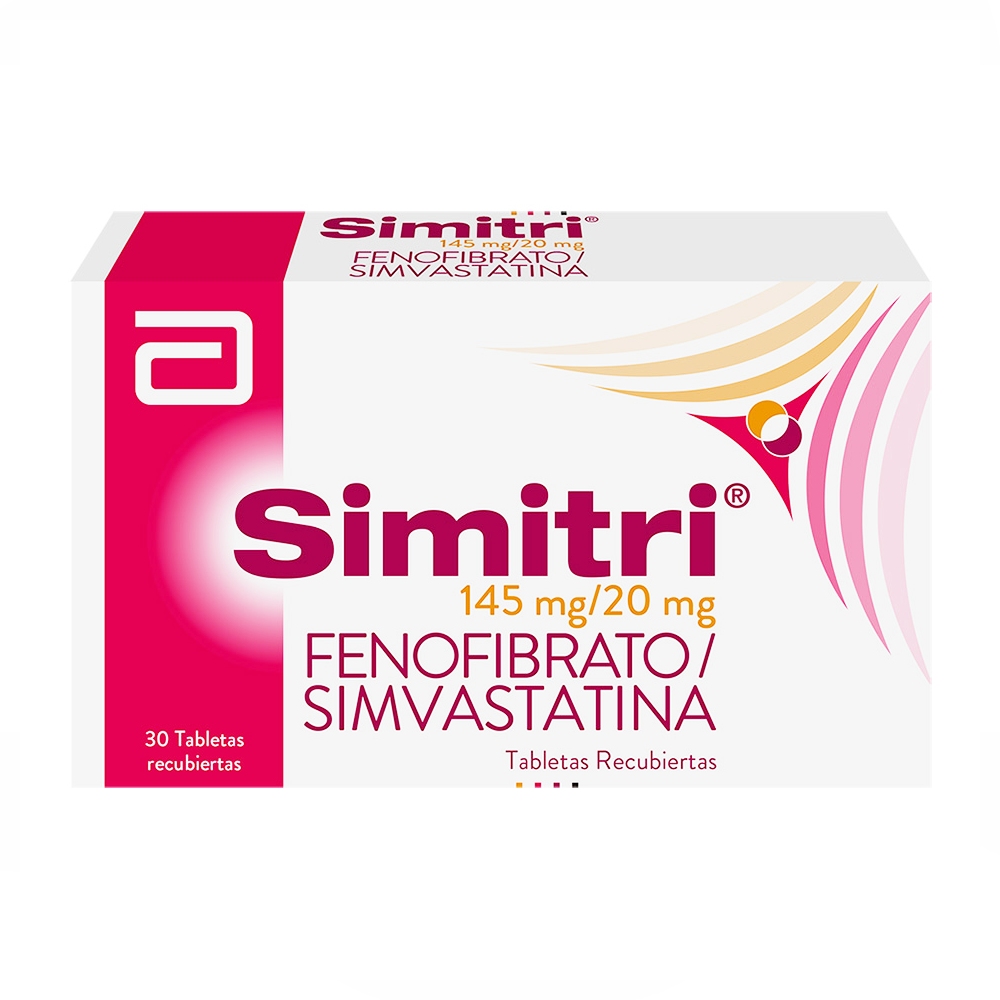 Simitri®
145 mg/20 mg
FENOFIBRATO/
SIMVASTATINA
Simitri®
145 mg/20 mg
FENOFIBRATO/
SIMVASTATINA
30 Tabletas
recubiertas
Tabletas Recubiertas